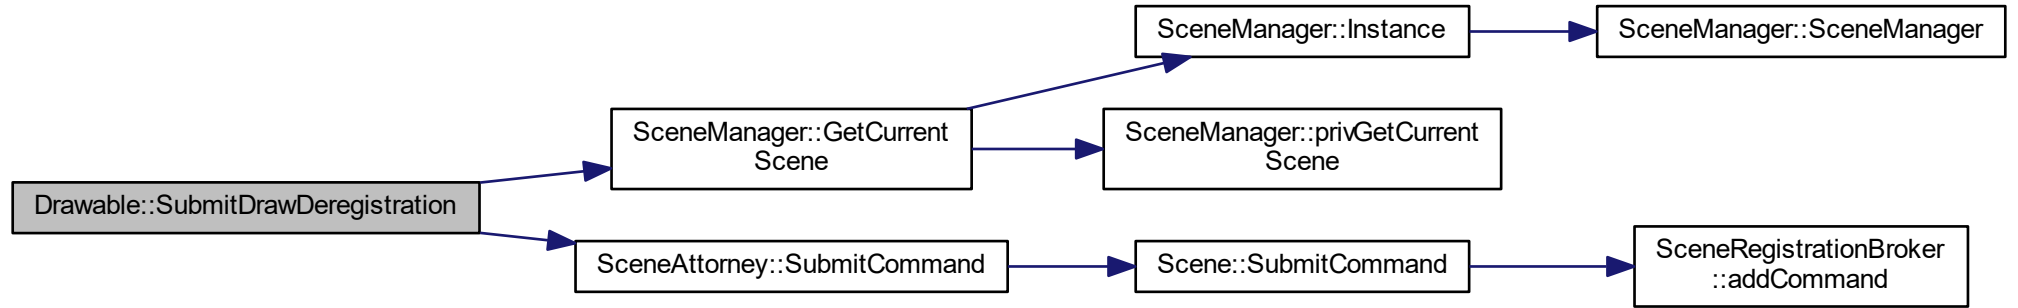 SceneManager::Instance
SceneManager::SceneManager
SceneManager::GetCurrent
Scene
SceneManager::privGetCurrent
Scene
Drawable::SubmitDrawDeregistration
SceneAttorney::SubmitCommand
Scene::SubmitCommand
SceneRegistrationBroker
::addCommand